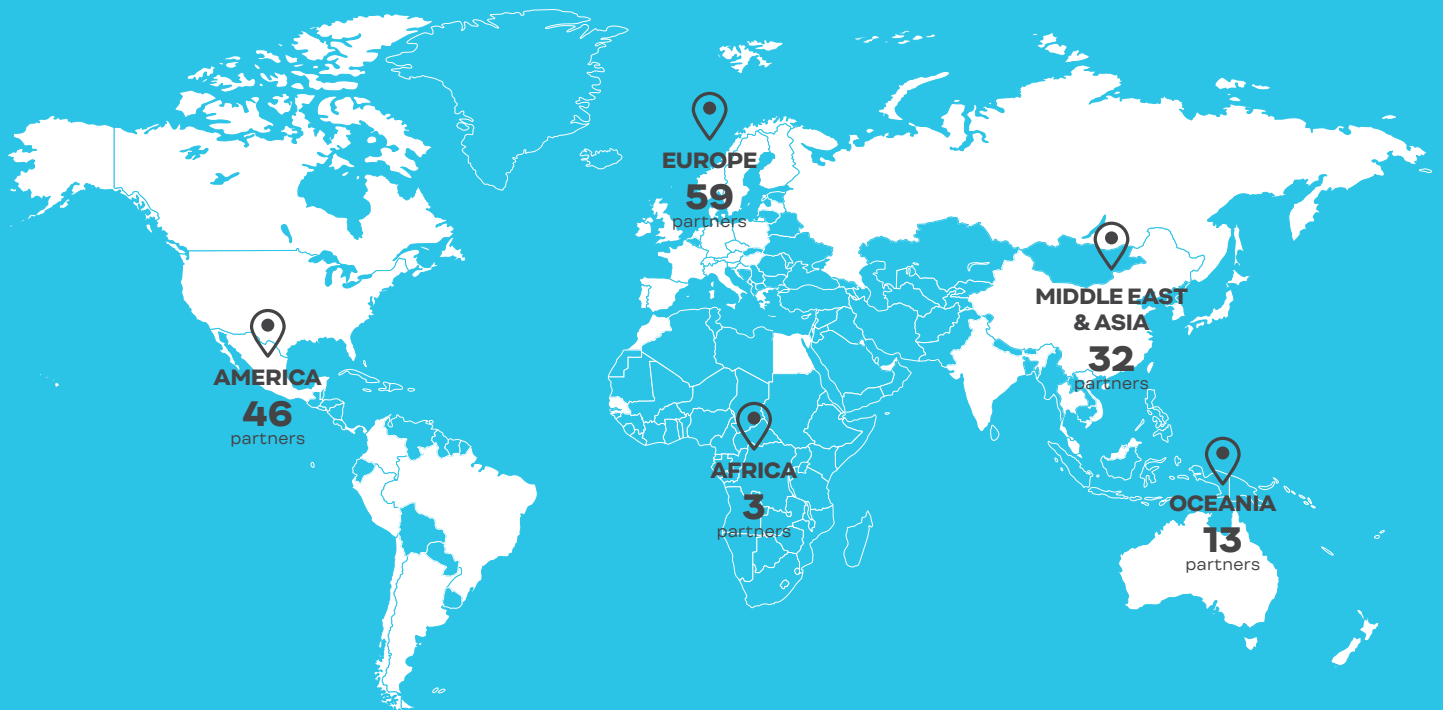 EUROPE
59
partners
MIDDLE EAST
& ASIA
32
partners
AMERICA
46
partners
AFRICA
3
partners
OCEANIA
13
partners